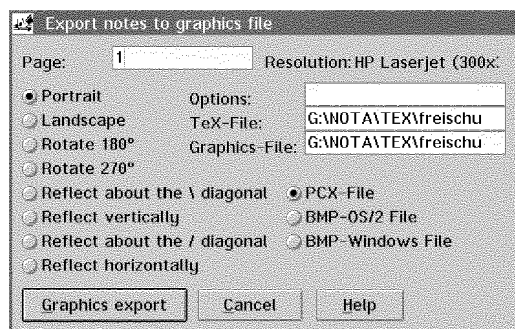 Export notes to graphics file
Page: 1 Resolution: HP Laserjet (300x
Portrait Options:
Landscape TeX-File: G:\NOTA\TEX\freischu
Rotate 180° Graphics-File: G:\NOTA\TEX\freischu
Rotate 270°
Reflect about the \ diagonal PCX-File
Reflect vertically BMP-OS/2 File
Reflect about the / diagonal BMP-Windows File
Reflect horizontally
Graphics export Cancel Help